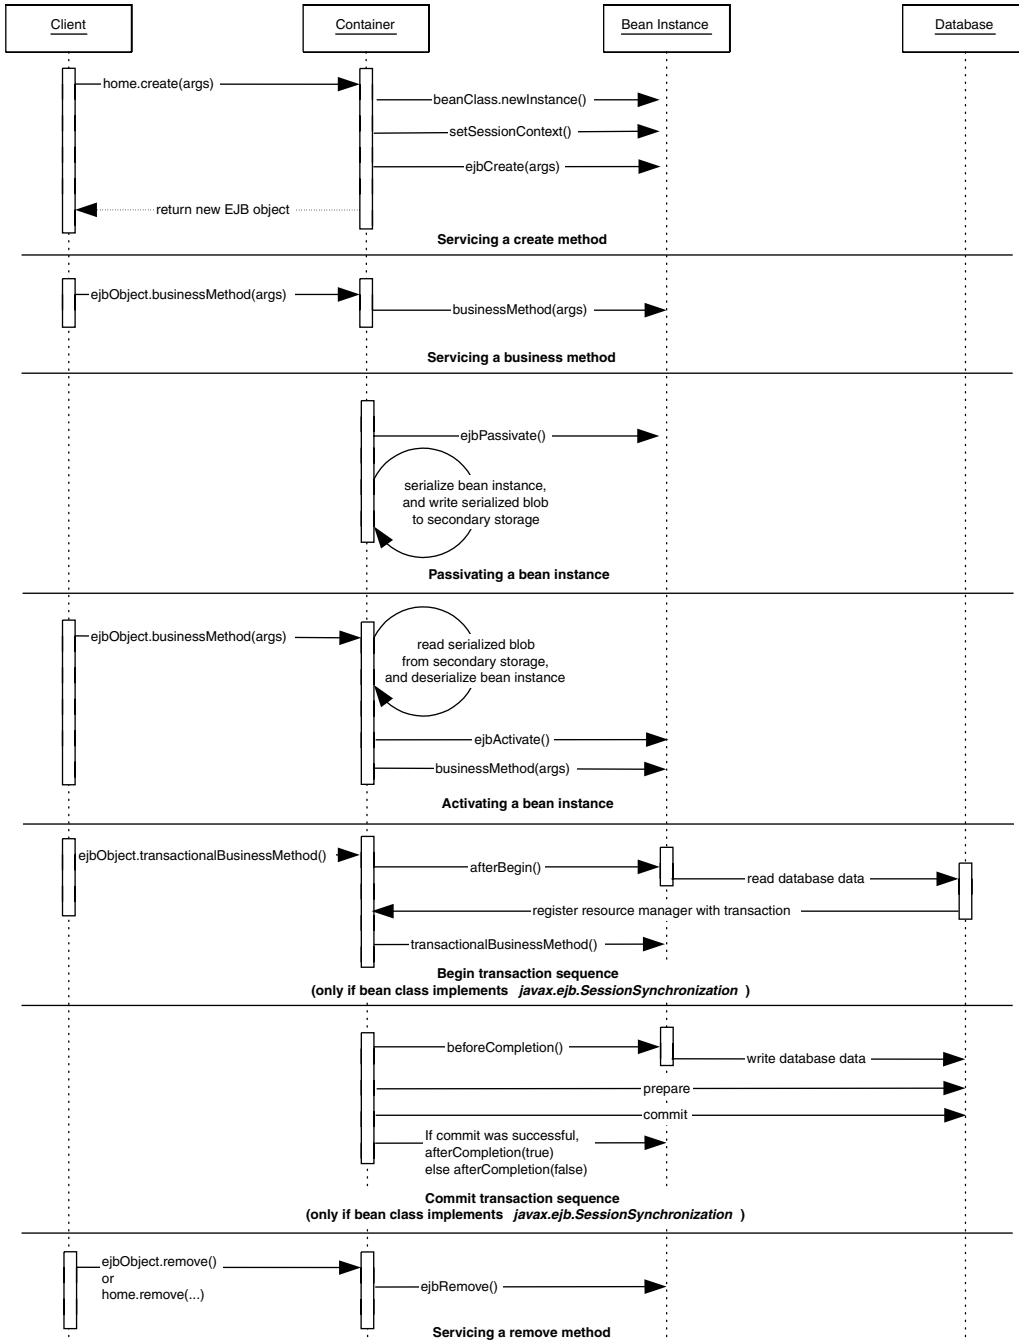 Client
Container
Bean Instance
Database
home.create(args)
beanClass.newInstance()
setSessionContext()
ejbCreate(args)
return new EJB object
Servicing a create method
ejbObject.businessMethod(args)
businessMethod(args)
Servicing a business method
ejbPassivate()
serialize bean instance,
and write serialized blob
to secondary storage
Passivating a bean instance
ejbObject.businessMethod(args)
read serialized blob
from secondary storage,
and deserialize bean instance
ejbActivate()
businessMethod(args)
Activating a bean instance
ejbObject.transactionalBusinessMethod()
afterBegin()
read database data
register resource manager with transaction
transactionalBusinessMethod()
Begin transaction sequence
(only if bean class implements javax.ejb.SessionSynchronization )
beforeCompletion()
write database data
prepare
commit
If commit was successful,
afterCompletion(true)
else afterCompletion(false)
Commit transaction sequence
(only if bean class implements javax.ejb.SessionSynchronization )
ejbObject.remove()
or
home.remove(...)
ejbRemove()
Servicing a remove method